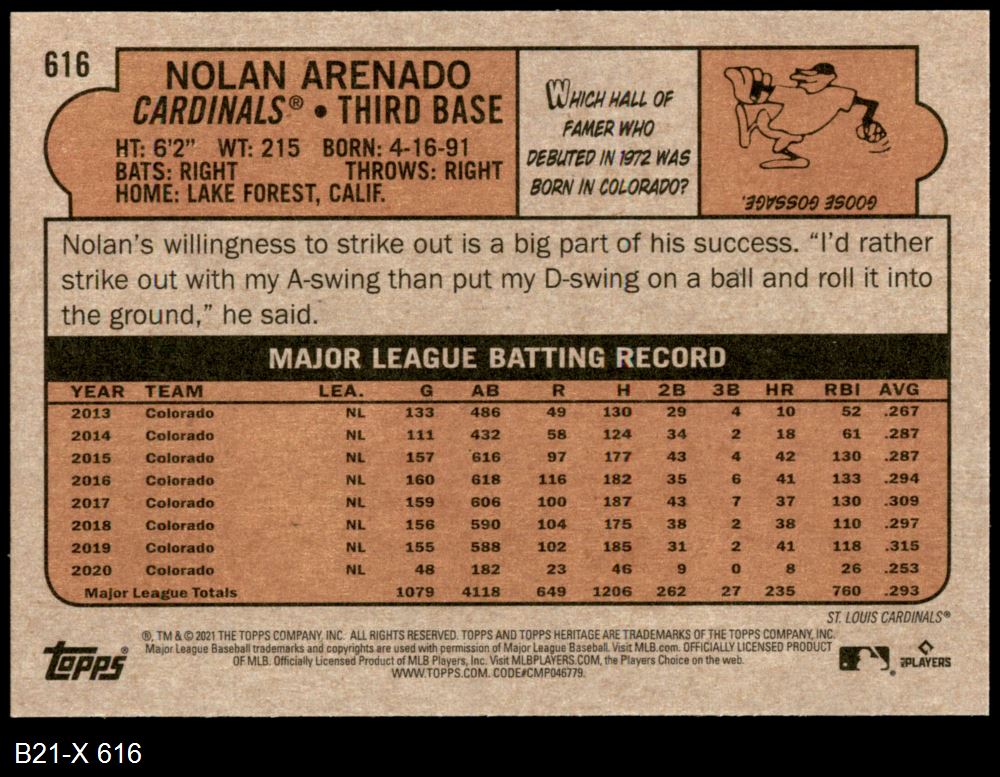 616
NOLAN ARENADO
CARDINALS® • THIRD BASE
HT: 6'2" WT: 215 BORN: 4-16-91
BATS: RIGHT THROWS: RIGHT
HOME: LAKE FOREST, CALIF.
WHICH HALL OF
FAMER WHO
DEBUTED IN 1972 WAS
BORN IN COLORADO?
GOOSE GOSSAGE.
Nolan's willingness to strike out is a big part of his success. "I'd rather
strike out with my A-swing than put my D-swing on a ball and roll it into
the ground," he said.
MAJOR LEAGUE BATTING RECORD
YEAR TEAM LEA. G AB R H 2B 3B HR RBI AVG
2013 Colorado NL 133 486 49 130 29 4 10 52 .267
2014 Colorado NL 111 432 58 124 34 2 18 61 .287
2015 Colorado NL 157 616 97 177 43 4 42 130 .287
2016 Colorado NL 160 618 116 182 35 6 41 133 .294
2017 Colorado NL 159 606 100 187 43 7 37 130 .309
2018 Colorado NL 156 590 104 175 38 2 38 110 .297
2019 Colorado NL 155 588 102 185 31 2 41 118 .315
2020 Colorado NL 48 182 23 46 9 0 8 26 .253
Major League Totals 1079 4118 649 1206 262 27 235 760 .293
ST. LOUIS CARDINALS®
®, TM & © 2021 THE TOPPS COMPANY, INC. ALL RIGHTS RESERVED. TOPPS AND TOPPS HERITAGE ARE TRADEMARKS OF THE TOPPS COMPANY, INC.
Major League Baseball trademarks and copyrights are used with permission of Major League Baseball. Visit MLB.com. OFFICIALLY LICENSED PRODUCT
OF MLB. Officially Licensed Product of MLB Players, Inc. Visit MLBPLAYERS.COM, the Players Choice on the web.
WWW.TOPPS.COM. CODE#CMP046779.
topps®
PLAYERS
B21-X 616